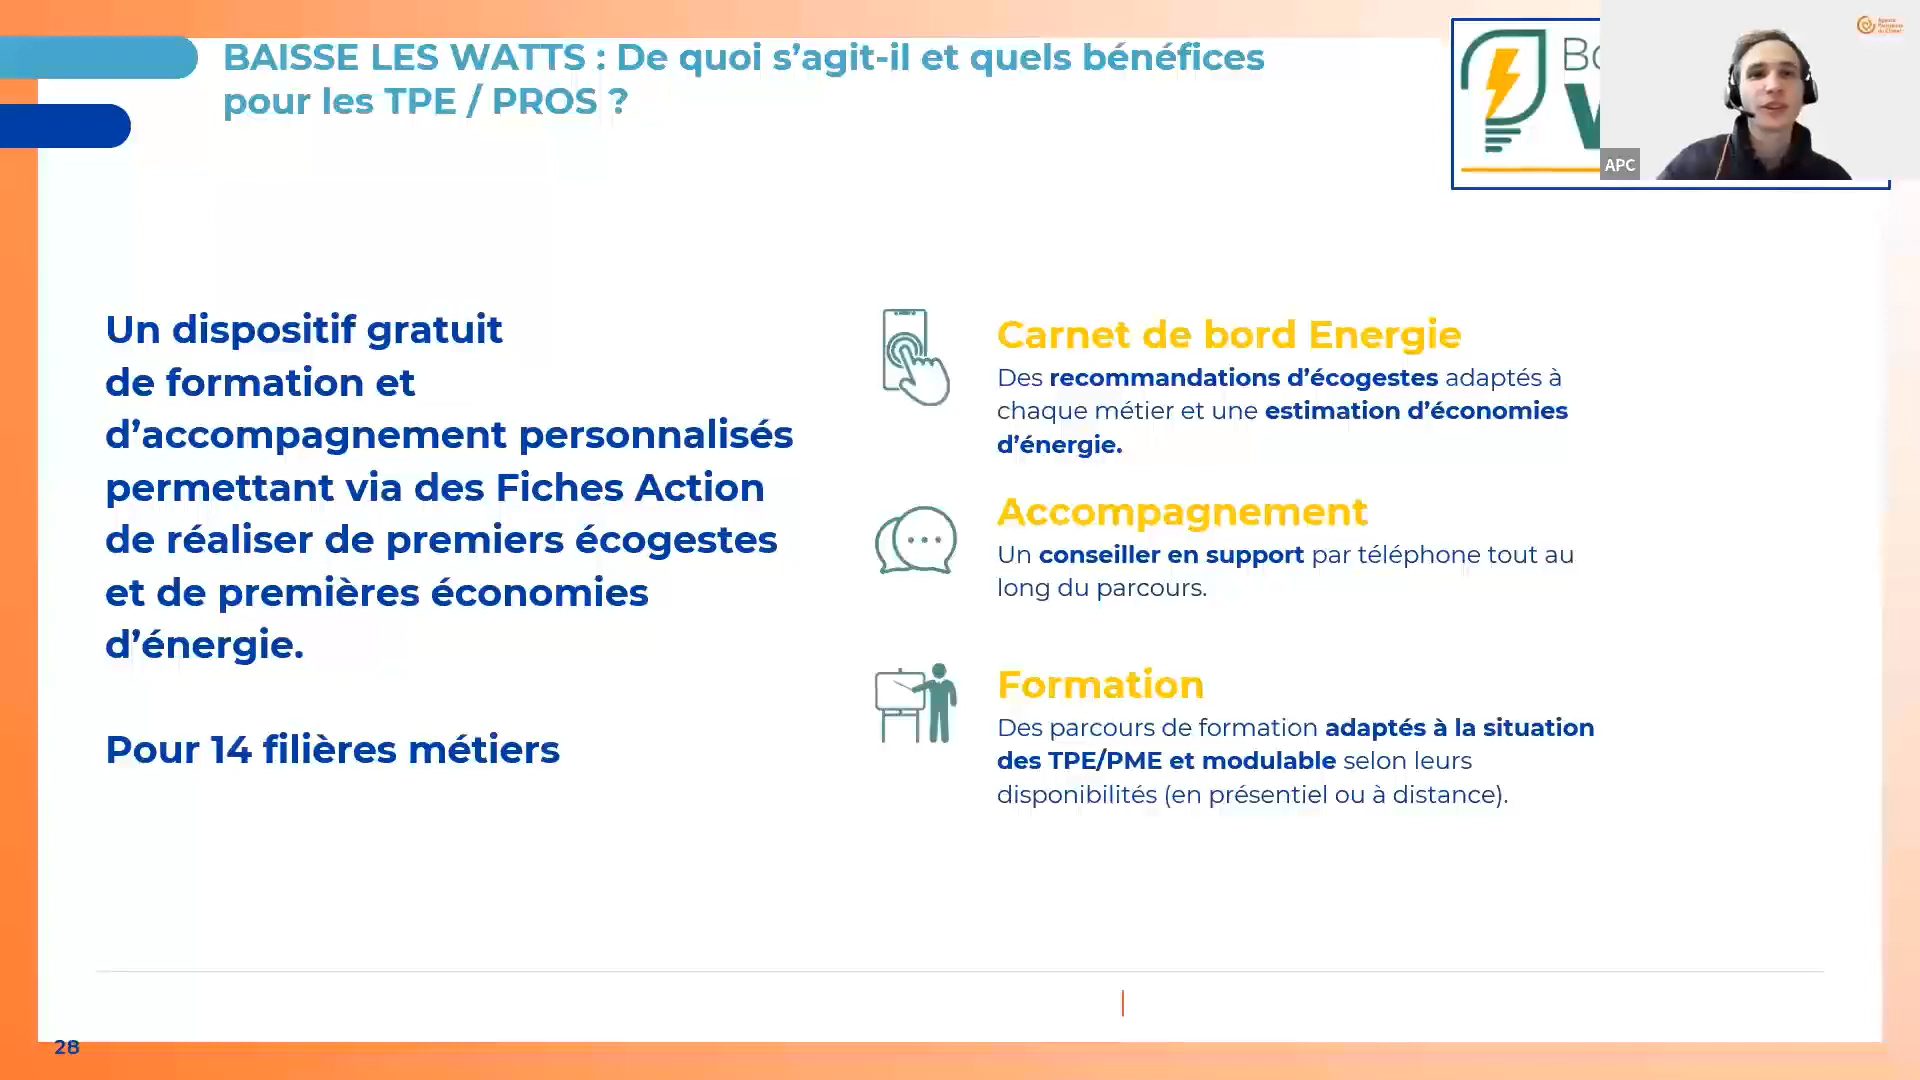 BAISSE LES WATTS : De quoi s’agit-il et quels bénéfices
pour les TPE / PROS ?
APC
Un dispositif gratuit
de formation et
d’accompagnement personnalisés
permettant via des Fiches Action
de réaliser de premiers écogestes
et de premières économies
d’énergie.
Pour 14 filières métiers
Carnet de bord Energie
Des recommandations d’écogestes adaptés à
chaque métier et une estimation d’économies
d’énergie.
Accompagnement
Un conseiller en support par téléphone tout au
long du parcours.
Formation
Des parcours de formation adaptés à la situation
des TPE/PME et modulable selon leurs
disponibilités (en présentiel ou à distance).
28